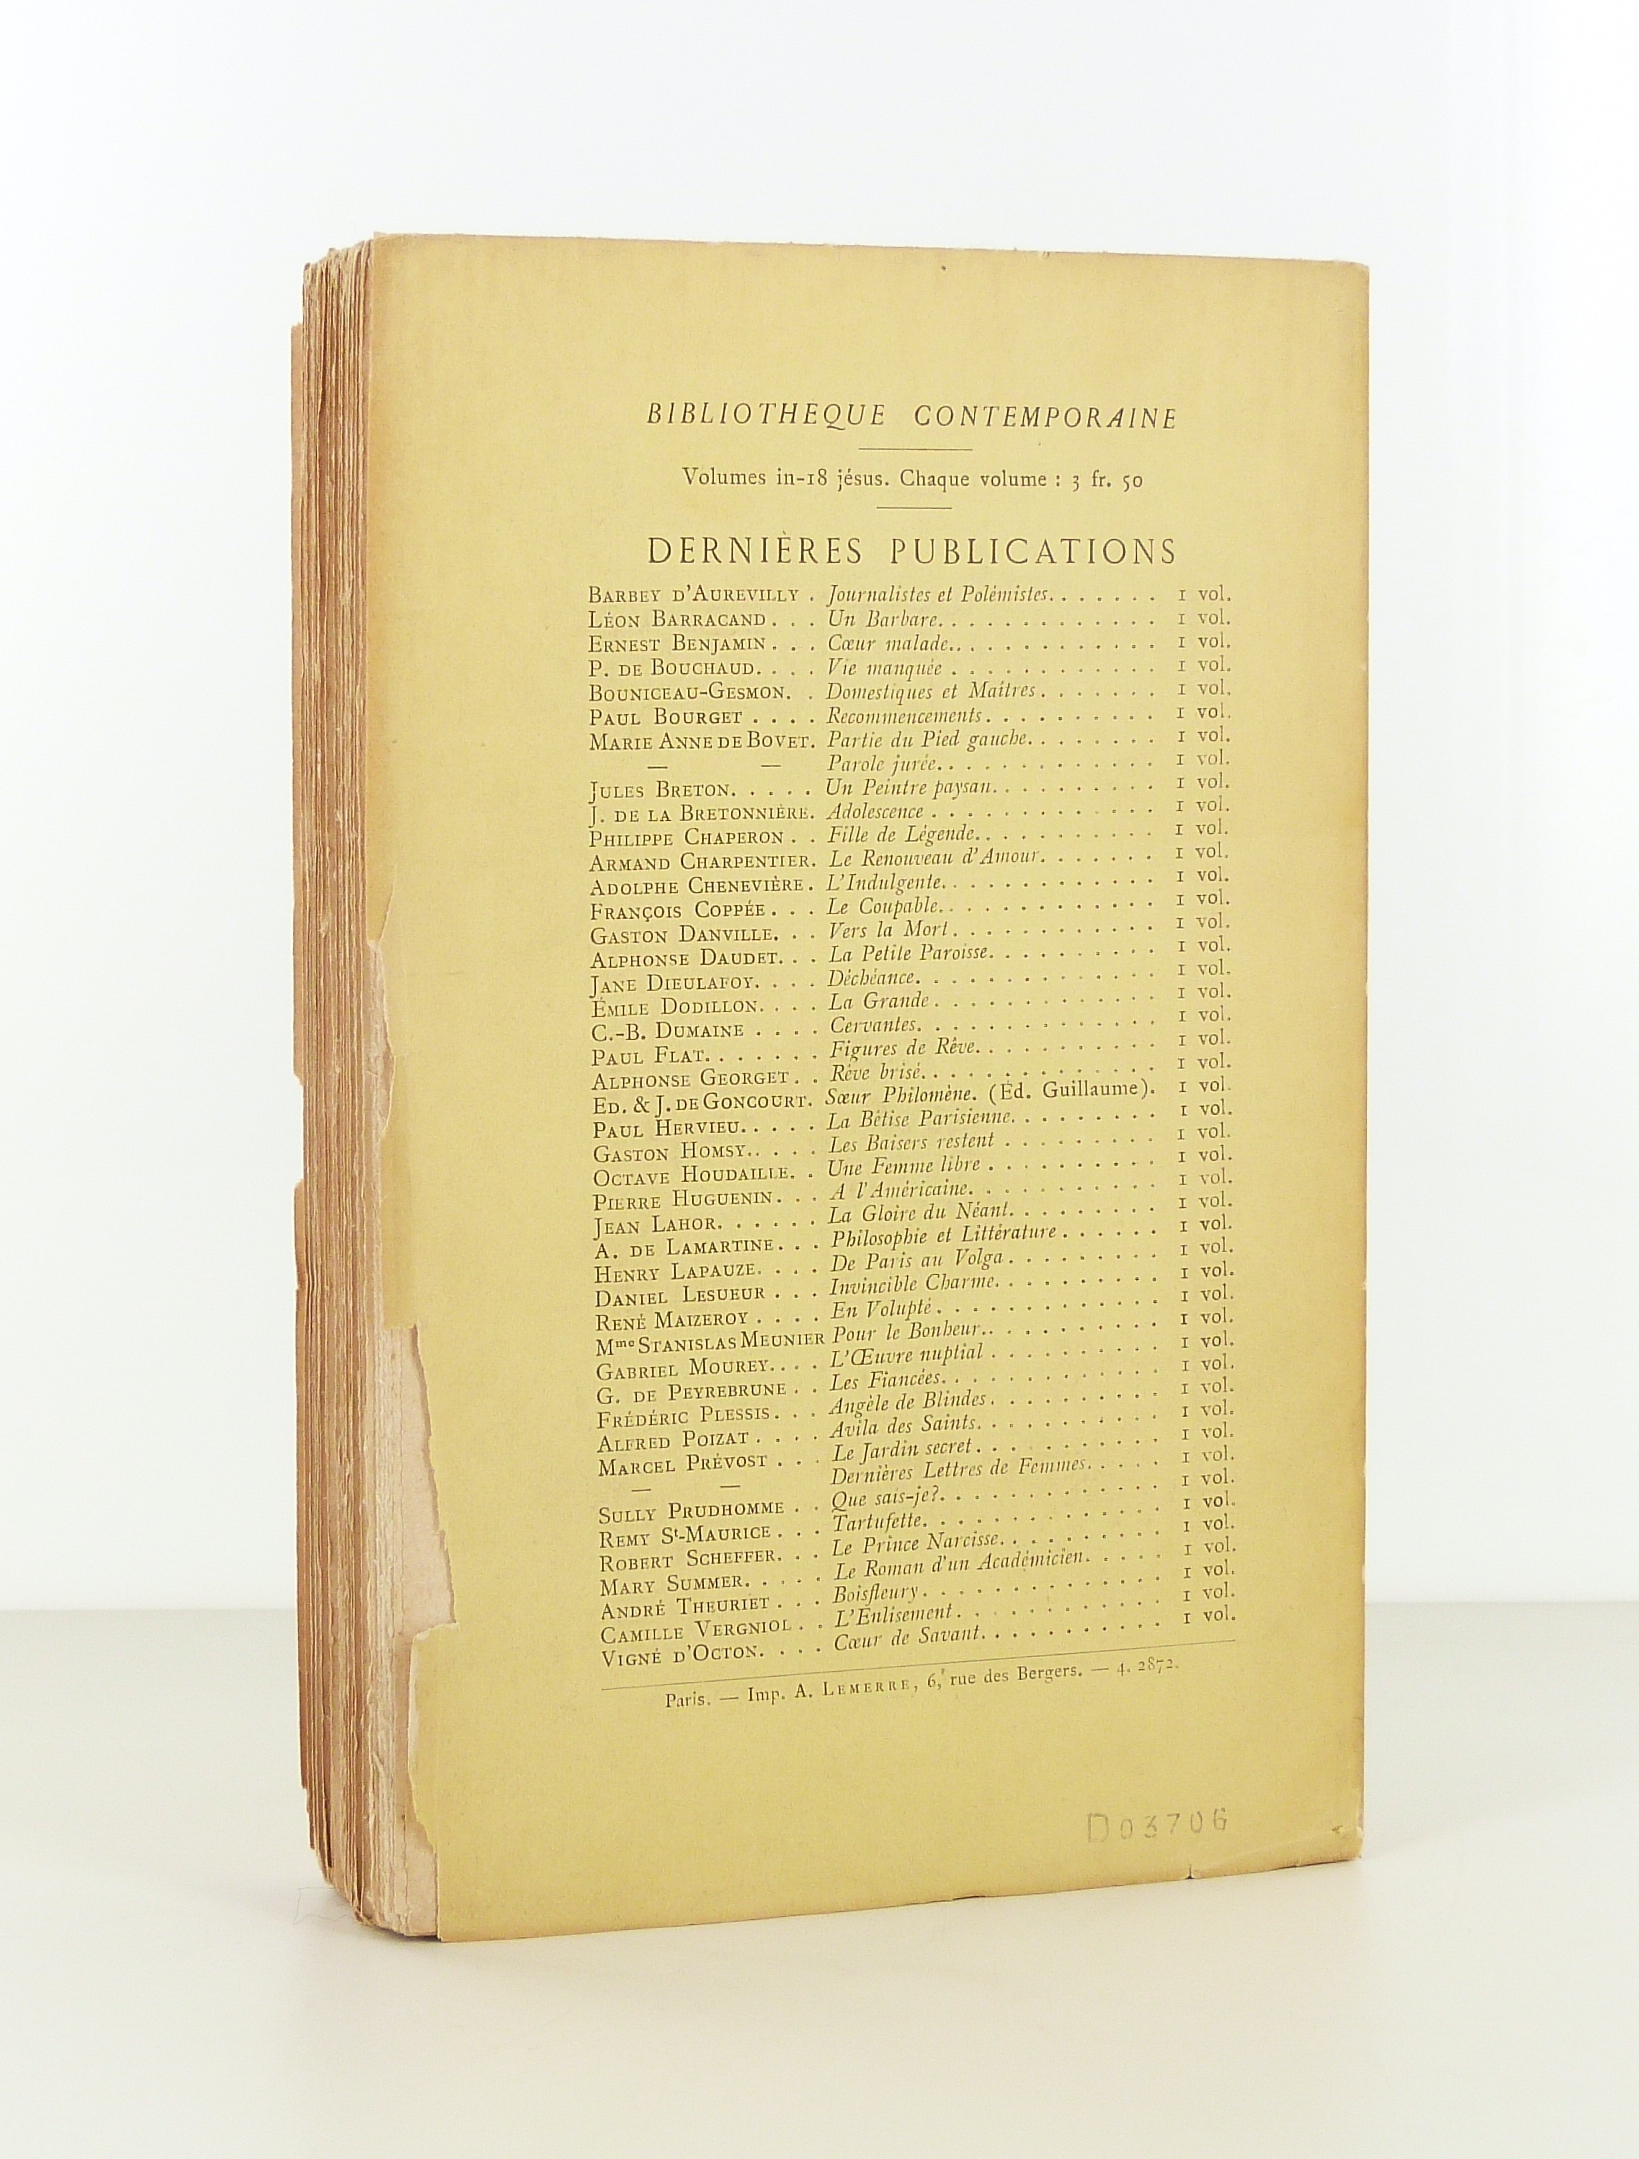 BIBLIOTHÈQUE CONTEMPORAINE
Volumes in-18 jésus. Chaque volume : 3 fr. 50
DERNIÈRES PUBLICATIONS
BARBEY D'AUREVILLY . Journalistes et Polémistes. . . . . . . 1 vol.
LÉON BARRACAND . . . Un Barbare. . . . . . . . . . . . . 1 vol.
ERNEST BENJAMIN . . . Cœur malade. . . . . . . . . . . . 1 vol.
P. DE BOUCHAUD. . . . Vie manquée . . . . . . . . . . . . 1 vol.
BOUNICEAU-GESMON. . Domestiques et Maîtres . . . . . . . 1 vol.
PAUL BOURGET . . . . Recommencements . . . . . . . . . . 1 vol.
MARIE ANNE DE BOVET. Partie du Pied gauche. . . . . . . . 1 vol.
— — Parole jurée. . . . . . . . . . . . . 1 vol.
JULES BRETON. . . . . Un Peintre paysan. . . . . . . . . . 1 vol.
J. DE LA BRETONNIÈRE. Adolescence . . . . . . . . . . . . 1 vol.
PHILIPPE CHAPERON . . Fille de Légende. . . . . . . . . . . 1 vol.
ARMAND CHARPENTIER. Le Renouveau d'Amour. . . . . . . 1 vol.
ADOLPHE CHENEVIÈRE . L'Indulgente. . . . . . . . . . . . . 1 vol.
FRANÇOIS COPPÉE . . . Le Coupable. . . . . . . . . . . . . 1 vol.
GASTON DANVILLE. . . Vers la Mort . . . . . . . . . . . . 1 vol.
ALPHONSE DAUDET. . . La Petite Paroisse. . . . . . . . . . 1 vol.
JANE DIEULAFOY. . . . Déchéance. . . . . . . . . . . . . . 1 vol.
ÉMILE DODILLON. . . . La Grande . . . . . . . . . . . . . 1 vol.
C.-B. DUMAINE . . . . Cervantes. . . . . . . . . . . . . . 1 vol.
PAUL FLAT. . . . . . . Figures de Rêve. . . . . . . . . . . 1 vol.
ALPHONSE GEORGET . . Rêve brisé. . . . . . . . . . . . . . 1 vol.
ED. & J. DE GONCOURT. Sœur Philomène. (Éd. Guillaume). 1 vol.
PAUL HERVIEU. . . . . La Bêtise Parisienne. . . . . . . . . 1 vol.
GASTON HOMSY. . . . . Les Baisers restent . . . . . . . . . 1 vol.
OCTAVE HOUDAILLE. . Une Femme libre . . . . . . . . . . 1 vol.
PIERRE HUGUENIN. . . A l'Américaine. . . . . . . . . . . . 1 vol.
JEAN LAHOR. . . . . . La Gloire du Néant. . . . . . . . . 1 vol.
A. DE LAMARTINE. . . Philosophie et Littérature . . . . . . 1 vol.
HENRY LAPAUZE. . . . De Paris au Volga . . . . . . . . . 1 vol.
DANIEL LESUEUR . . . Invincible Charme. . . . . . . . . . 1 vol.
RENÉ MAIZEROY . . . . En Volupté . . . . . . . . . . . . . 1 vol.
Mme STANISLAS MEUNIER Pour le Bonheur. . . . . . . . . . . 1 vol.
GABRIEL MOUREY. . . . L'Œuvre nuptial . . . . . . . . . . 1 vol.
G. DE PEYREBRUNE . . Les Fiancées. . . . . . . . . . . . . 1 vol.
FRÉDÉRIC PLESSIS. . . Angèle de Blindes . . . . . . . . . . 1 vol.
ALFRED POIZAT . . . . Avila des Saints. . . . . . . . . . . 1 vol.
MARCEL PRÉVOST . . . Le Jardin secret . . . . . . . . . . . 1 vol.
— — Dernières Lettres de Femmes. . . . . 1 vol.
SULLY PRUDHOMME . . Que sais-je?. . . . . . . . . . . . . 1 vol.
REMY St-MAURICE . . . Tartufette. . . . . . . . . . . . . . 1 vol.
ROBERT SCHEFFER. . . Le Prince Narcisse. . . . . . . . . . 1 vol.
MARY SUMMER. . . . . Le Roman d'un Académicien. . . . . 1 vol.
ANDRÉ THEURIET . . . Boisfleury . . . . . . . . . . . . . . 1 vol.
CAMILLE VERGNIOL . . L'Enlisement . . . . . . . . . . . . 1 vol.
VIGNÉ D'OCTON. . . . Cœur de Savant. . . . . . . . . . . 1 vol.
Paris. — Imp. A. LEMERRE, 6, rue des Bergers. — 4. 2872.
D03706